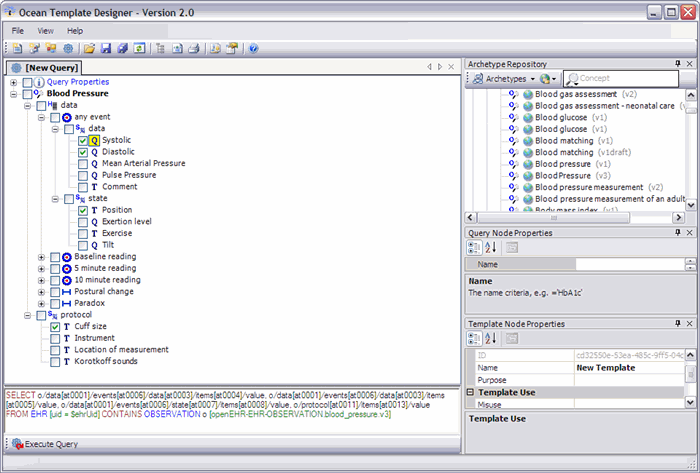 Ocean Template Designer - Version 2.0
File View Help
[New Query]
Query Properties
Blood Pressure
data
any event
data
Q Systolic
Q Diastolic
Q Mean Arterial Pressure
Q Pulse Pressure
T Comment
state
T Position
Q Exertion level
T Exercise
Q Tilt
Baseline reading
5 minute reading
10 minute reading
Postural change
Paradox
protocol
T Cuff size
T Instrument
T Location of measurement
T Korotkoff sounds
SELECT o/data[at0001]/events[at0006]/data[at0003]/items[at0004]/value, o/data[at0001]/events[at0006]/data[at0003]/items
[at0005]/value, o/data[at0001]/events[at0006]/state[at0007]/items[at0008]/value, o/protocol[at0011]/items[at0013]/value
FROM EHR [uid = $ehrUid] CONTAINS OBSERVATION o [openEHR-EHR-OBSERVATION.blood_pressure.v3]
Execute Query
Archetype Repository
Archetypes Concept
Blood gas assessment (v2)
Blood gas assessment - neonatal care
Blood glucose (v1)
Blood glucose (v1)
Blood matching (v1)
Blood matching (v1draft)
Blood pressure (v1)
Blood Pressure (v3)
Blood pressure measurement (v2)
Blood pressure measurement of an adult
Body mass index (v1)
Query Node Properties
Name
Name
The name criteria, e.g. ='HbA1c'
Template Node Properties
ID cd32550e-53ea-485c-9ff5-04c
Name New Template
Purpose
Template Use
Misuse
Template Use